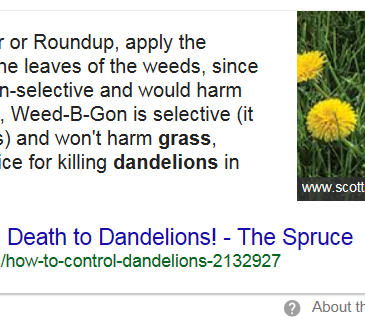 r or Roundup, apply the
he leaves of the weeds, since
n-selective and would harm
, Weed-B-Gon is selective (it
s) and won't harm grass,
ice for killing dandelions in
www.scott
Death to Dandelions! - The Spruce
/how-to-control-dandelions-2132927
? About th